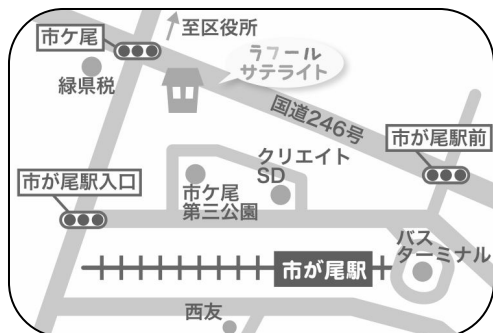 至区役所
市ケ尾
ラフール
サテライト
緑県税
国道246号
市が尾駅前
クリエイト
SD
市が尾駅入口
市ケ尾
第三公園
バス
ターミナル
市が尾駅
西友